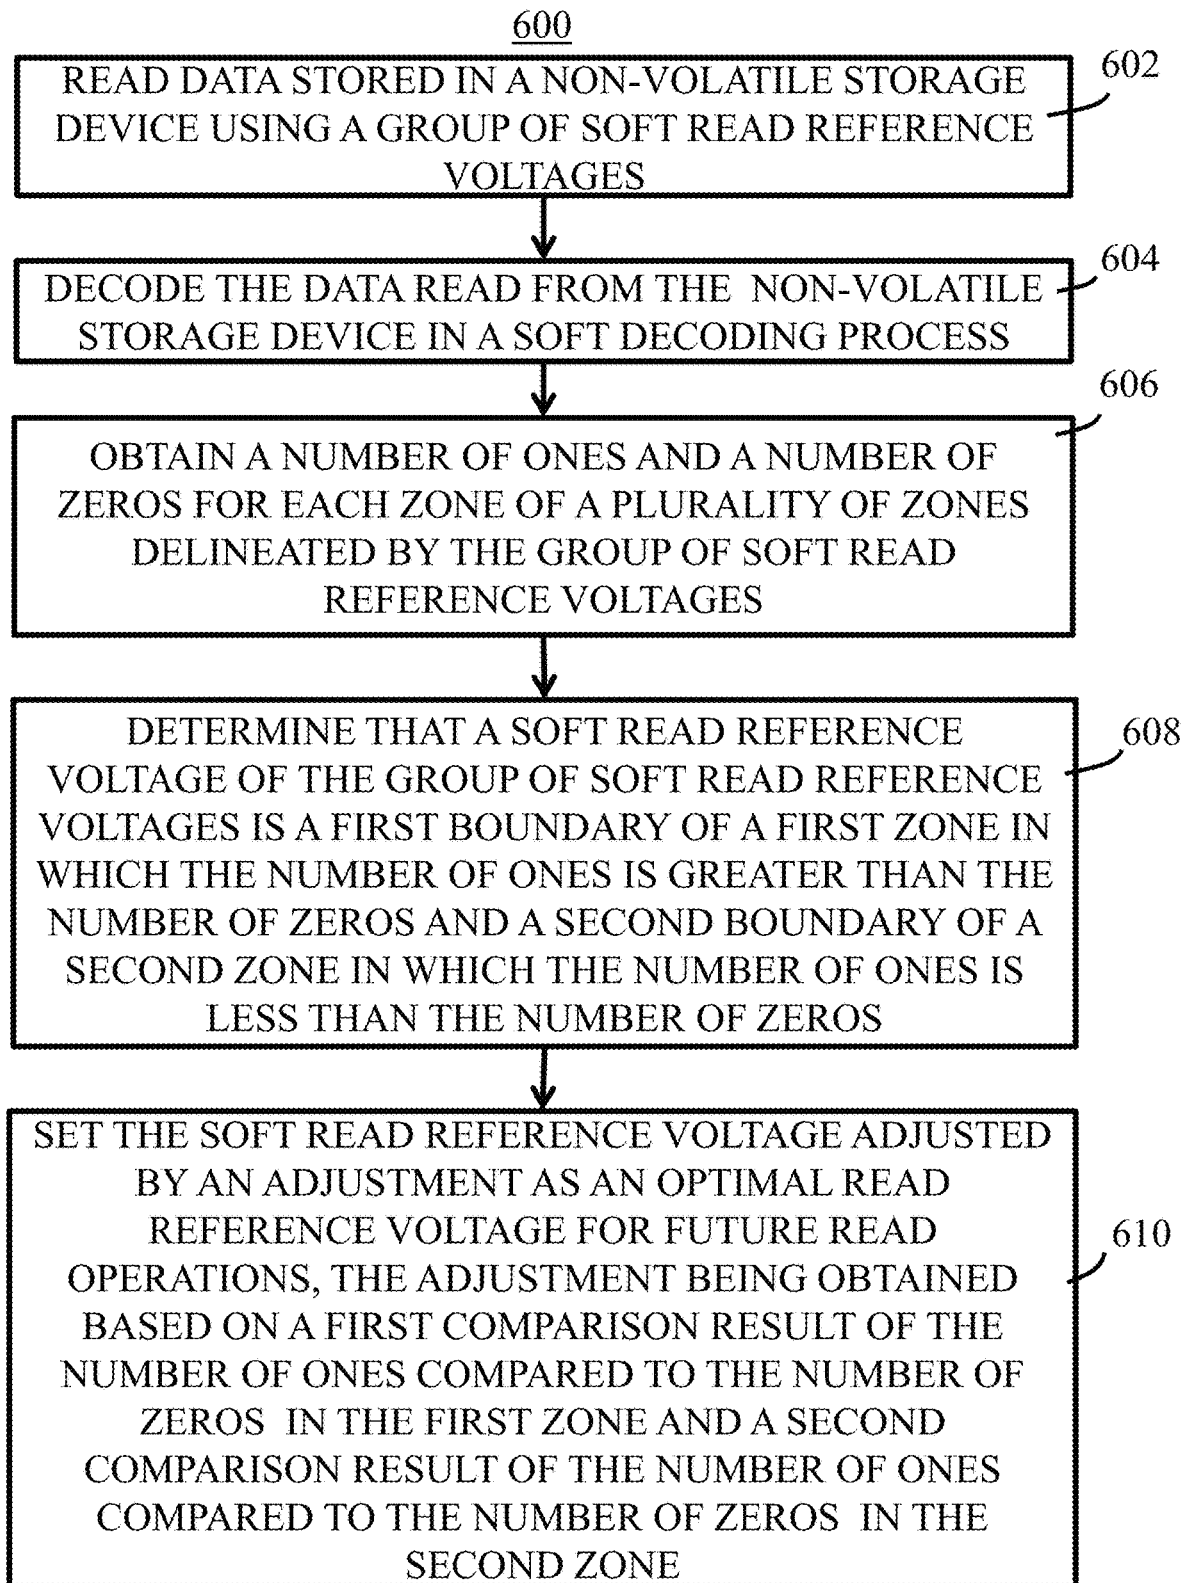 600
READ DATA STORED IN A NON-VOLATILE STORAGE
DEVICE USING A GROUP OF SOFT READ REFERENCE
VOLTAGES
602
DECODE THE DATA READ FROM THE NON-VOLATILE
STORAGE DEVICE IN A SOFT DECODING PROCESS
604
OBTAIN A NUMBER OF ONES AND A NUMBER OF
ZEROS FOR EACH ZONE OF A PLURALITY OF ZONES
DELINEATED BY THE GROUP OF SOFT READ
REFERENCE VOLTAGES
606
DETERMINE THAT A SOFT READ REFERENCE
VOLTAGE OF THE GROUP OF SOFT READ REFERENCE
VOLTAGES IS A FIRST BOUNDARY OF A FIRST ZONE IN
WHICH THE NUMBER OF ONES IS GREATER THAN THE
NUMBER OF ZEROS AND A SECOND BOUNDARY OF A
SECOND ZONE IN WHICH THE NUMBER OF ONES IS
LESS THAN THE NUMBER OF ZEROS
608
SET THE SOFT READ REFERENCE VOLTAGE ADJUSTED
BY AN ADJUSTMENT AS AN OPTIMAL READ
REFERENCE VOLTAGE FOR FUTURE READ
OPERATIONS, THE ADJUSTMENT BEING OBTAINED
BASED ON A FIRST COMPARISON RESULT OF THE
NUMBER OF ONES COMPARED TO THE NUMBER OF
ZEROS IN THE FIRST ZONE AND A SECOND
COMPARISON RESULT OF THE NUMBER OF ONES
COMPARED TO THE NUMBER OF ZEROS IN THE
SECOND ZONE
610